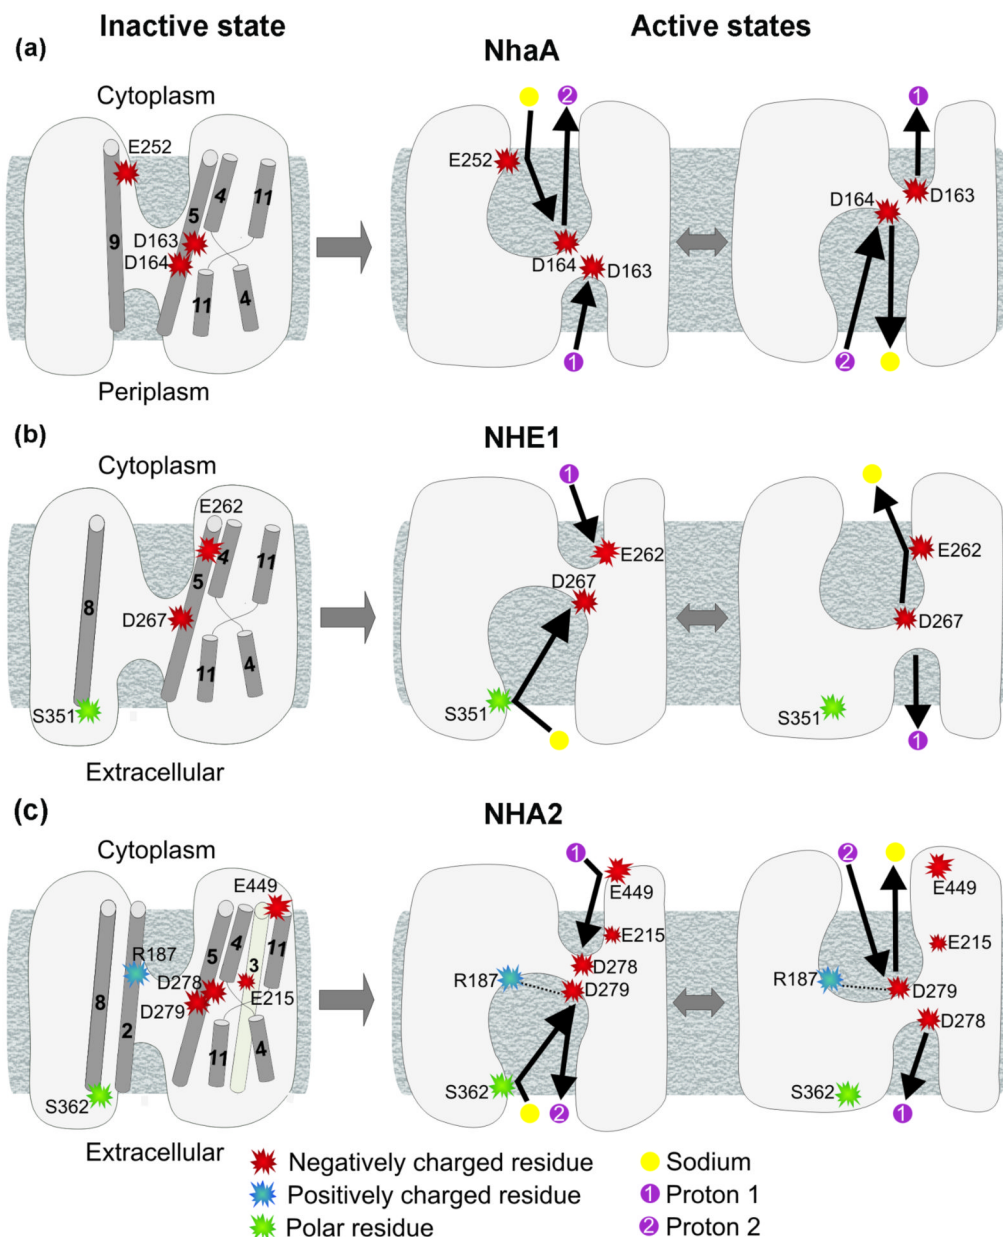 Inactive state
Active states
(a)
NhaA
Cytoplasm
E252
4
11
5
D163
D164
9
11
4
Periplasm
2
E252
D164
D163
1
1
D164
D163
2
(b)
NHE1
Cytoplasm
E262
4
11
5
8
D267
11
4
S351
Extracellular
1
E262
D267
S351
E262
D267
S351
1
(c)
NHA2
Cytoplasm
E449
4
5
11
3
R187
8
D278
E215
D279
2
11
4
S362
Extracellular
1
E449
E215
D278
R187
D279
S362
2
2
E449
E215
R187
D279
D278
S362
1
Negatively charged residue
Positively charged residue
Polar residue
Sodium
1 Proton 1
2 Proton 2